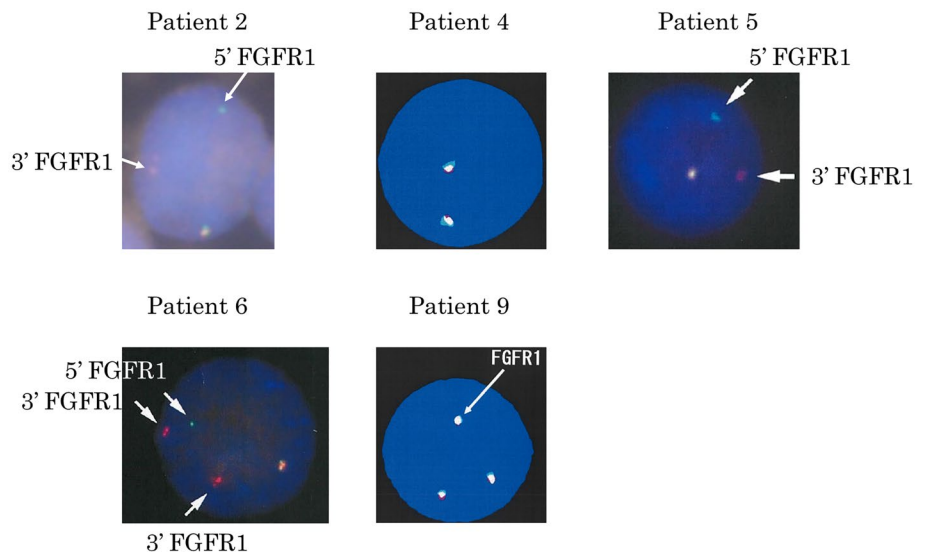 Patient 2
Patient 4
Patient 5
5' FGFR1
5' FGFR1
3' FGFR1
3' FGFR1
Patient 6
Patient 9
FGFR1
5' FGFR1
3' FGFR1
3' FGFR1